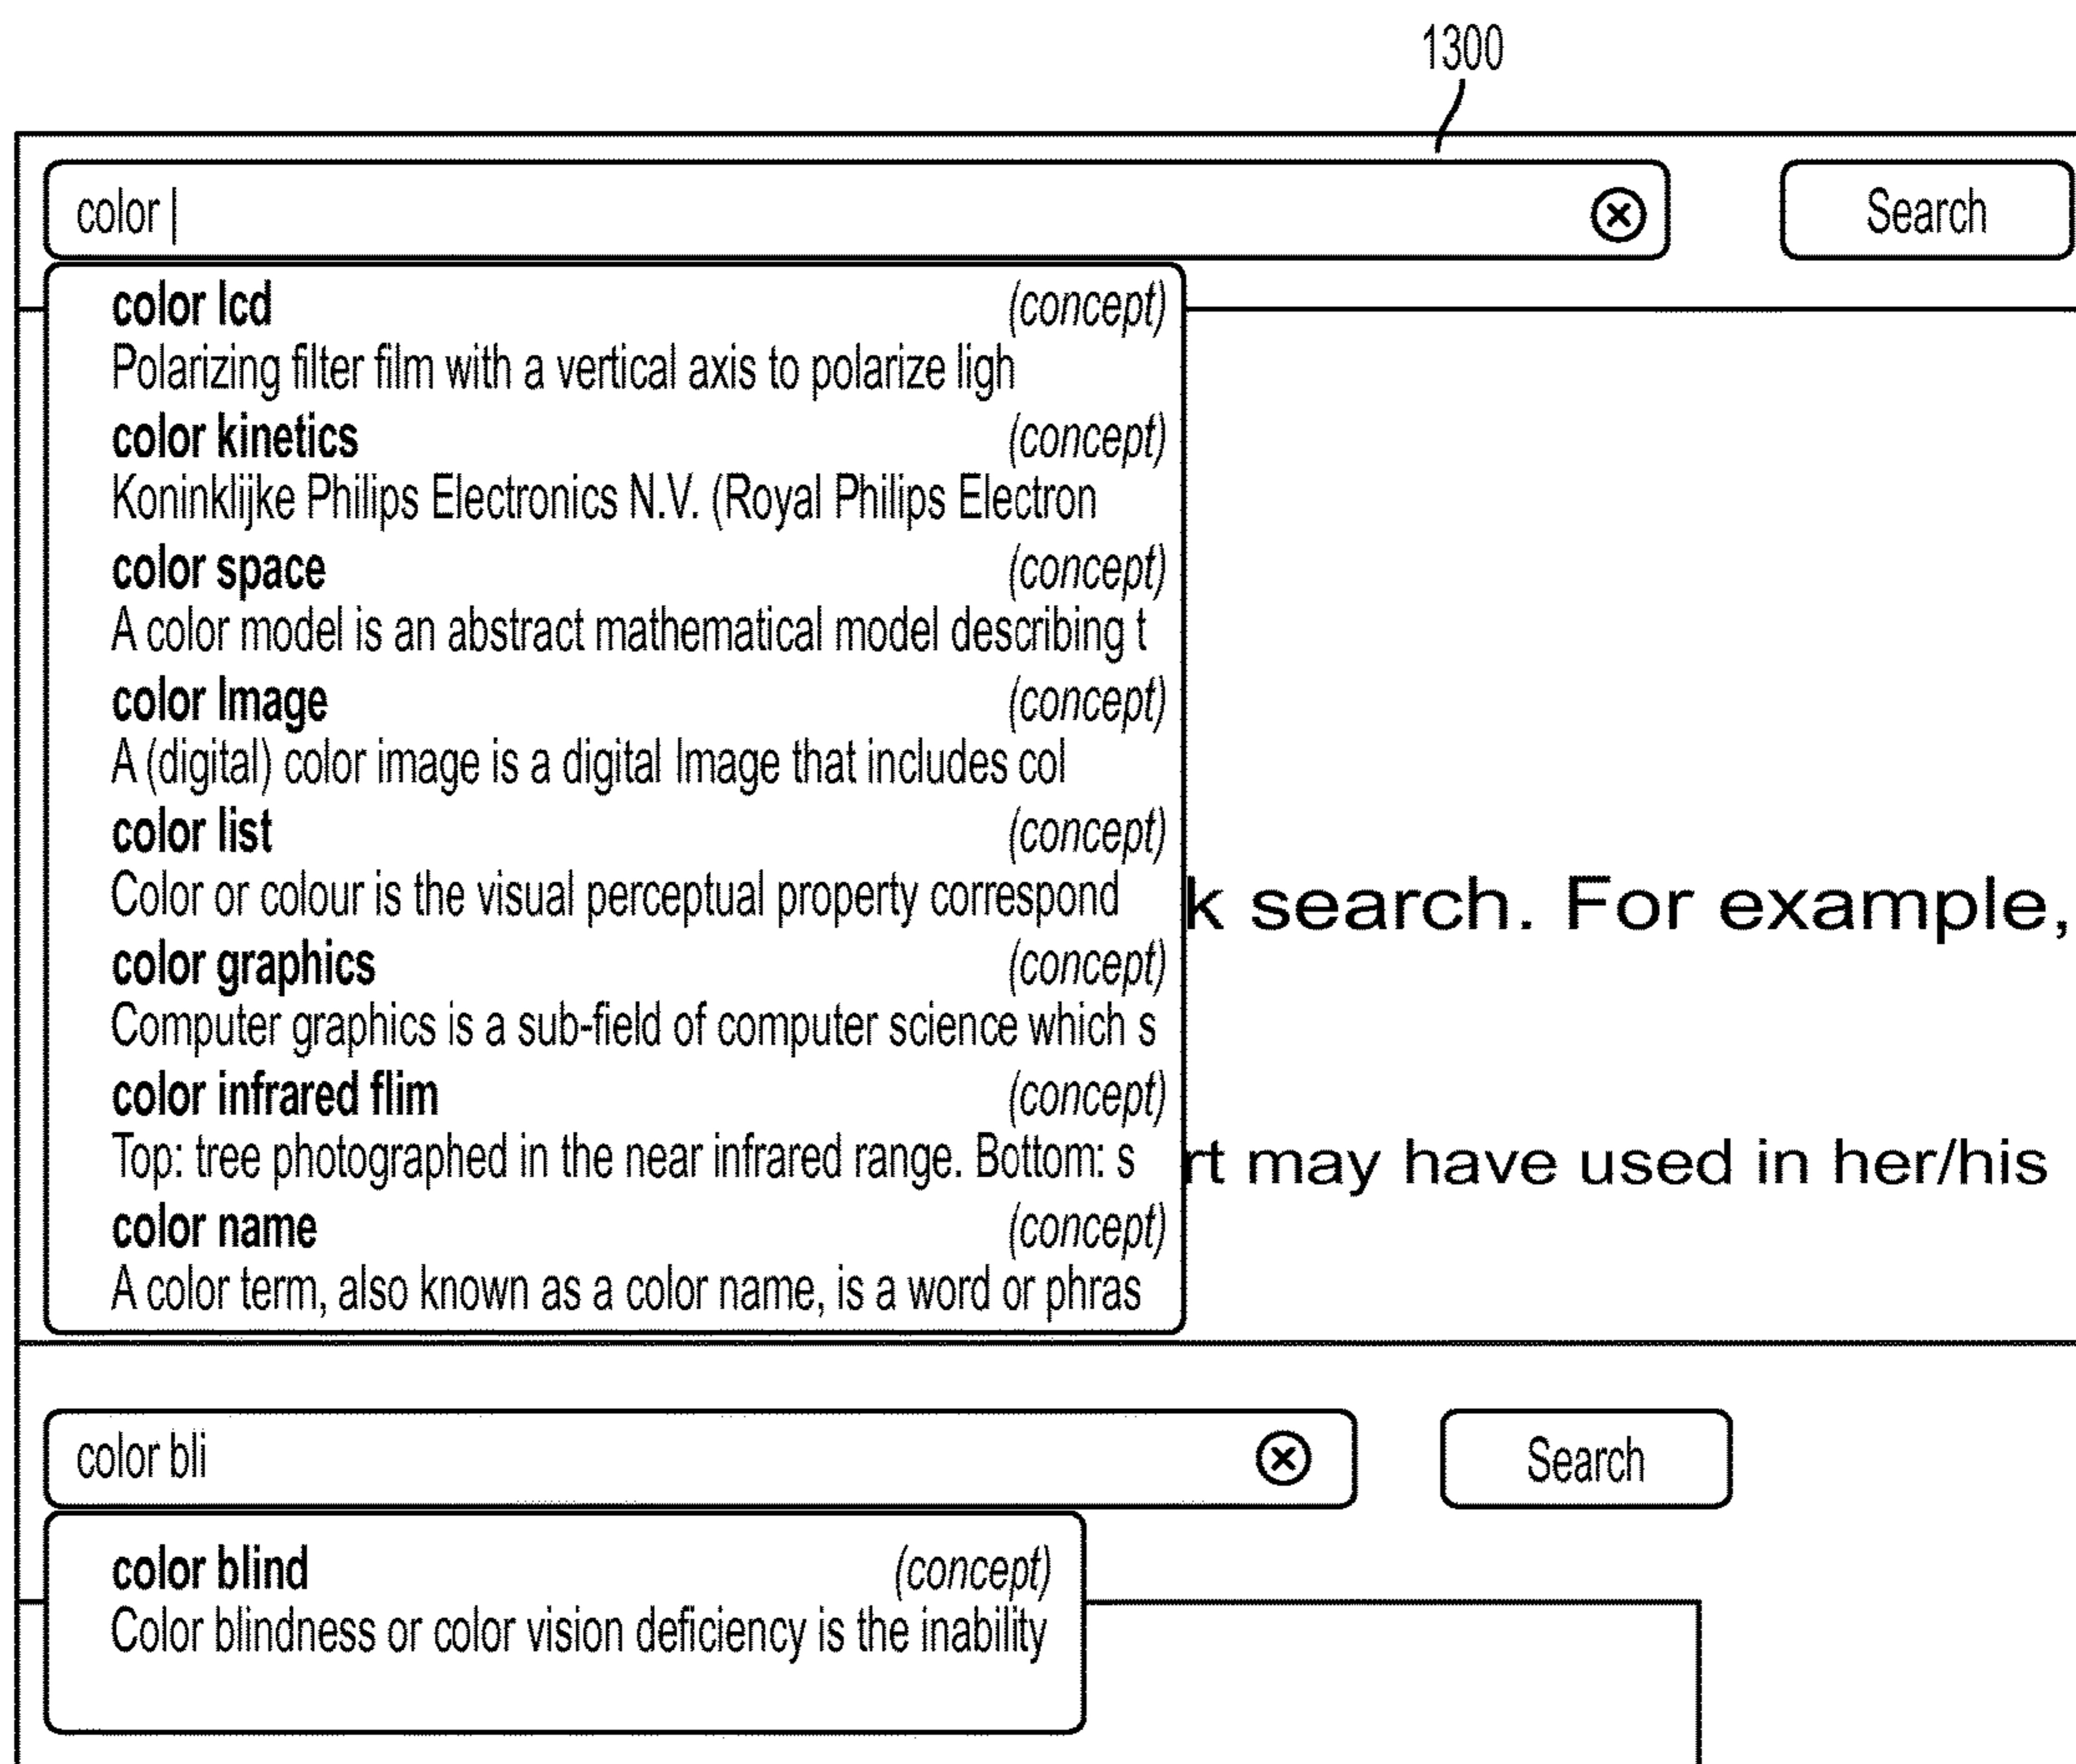 1300
color
Search
color lcd (concept)
Polarizing filter film with a vertical axis to polarize ligh
color kinetics (concept)
Koninklijke Philips Electronics N.V. (Royal Philips Electron
color space (concept)
A color model is an abstract mathematical model describing t
color Image (concept)
A (digital) color image is a digital Image that includes col
color list (concept)
Color or colour is the visual perceptual property correspond
k search. For example,
color graphics (concept)
Computer graphics is a sub-field of computer science which s
color infrared flim (concept)
Top: tree photographed in the near infrared range. Bottom: s
rt may have used in her/his
color name (concept)
A color term, also known as a color name, is a word or phras
color bli
Search
color blind (concept)
Color blindness or color vision deficiency is the inability